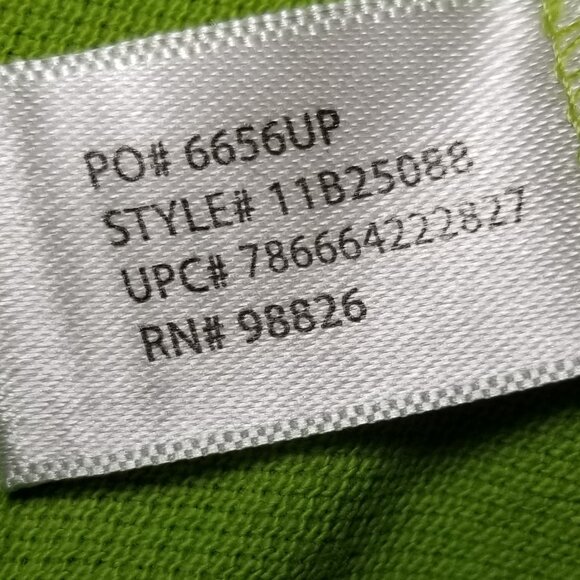 PO# 6656UP
STYLE# 11B25088
UPC# 786664222827
RN# 98826